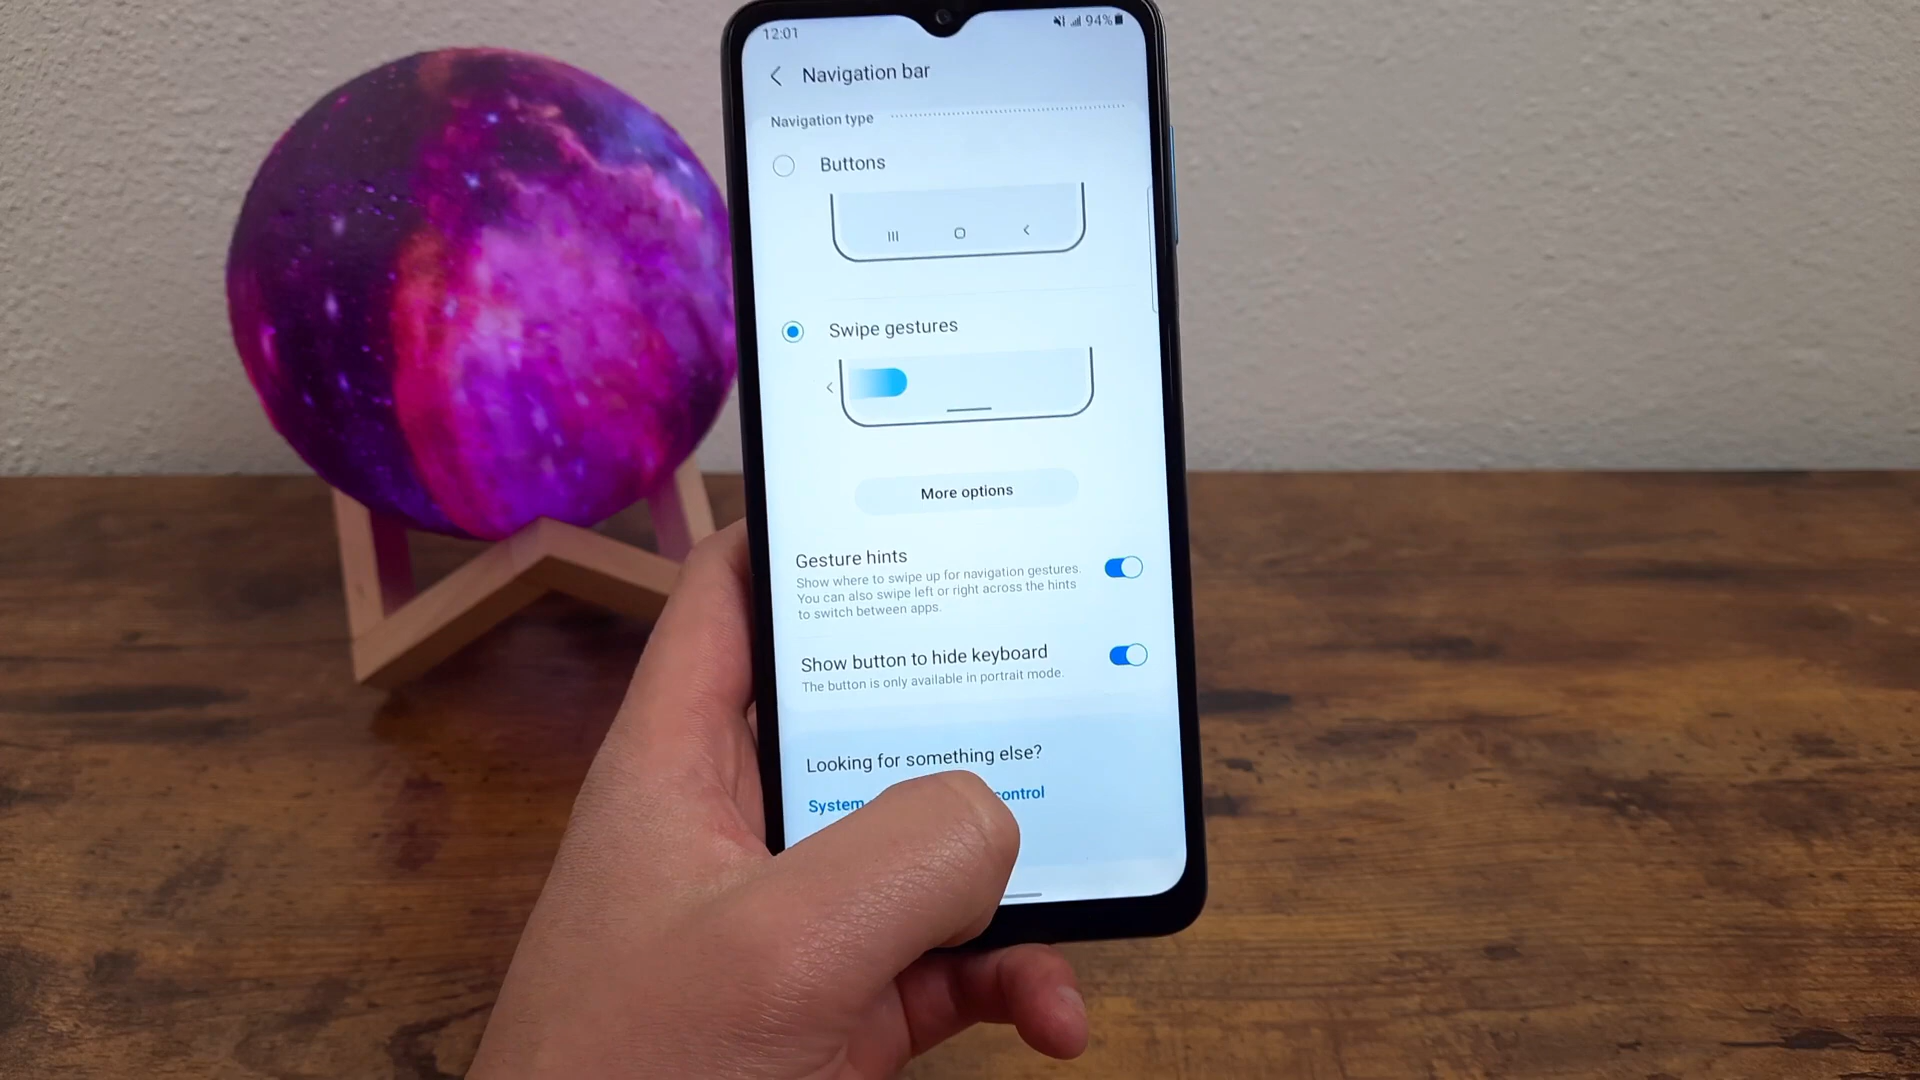 12:01
94%
Navigation bar
Navigation type
Buttons
Swipe gestures
More options
Gesture hints
Show where to swipe up for navigation gestures.
You can also swipe left or right across the hints
to switch between apps.
Show button to hide keyboard
The button is only available in portrait mode.
Looking for something else?
System control